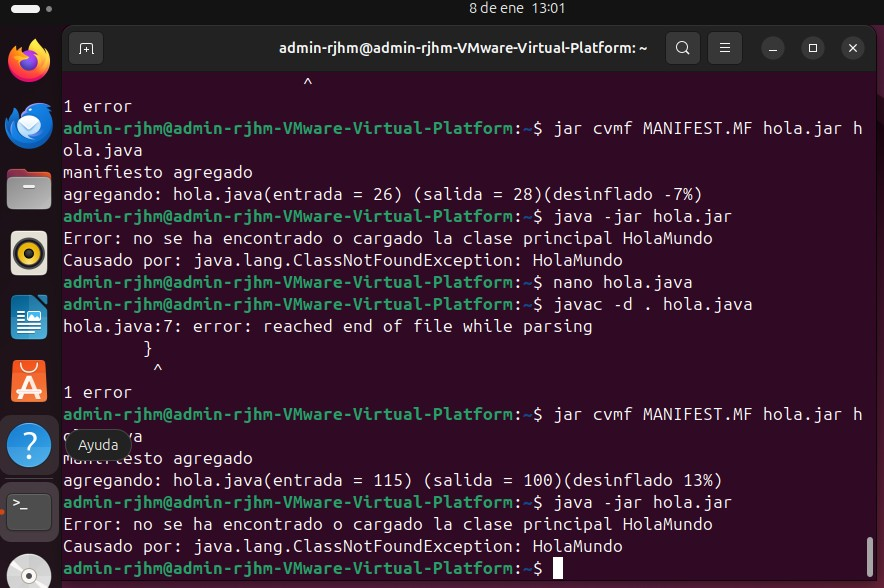 8 de ene 13:01
admin-rjhm@admin-rjhm-VMware-Virtual-Platform: ~
^
1 error
admin-rjhm@admin-rjhm-VMware-Virtual-Platform:~$ jar cvmf MANIFEST.MF hola.jar h
ola.java
manifiesto agregado
agregando: hola.java(entrada = 26) (salida = 28)(desinflado -7%)
admin-rjhm@admin-rjhm-VMware-Virtual-Platform:~$ java -jar hola.jar
Error: no se ha encontrado o cargado la clase principal HolaMundo
Causado por: java.lang.ClassNotFoundException: HolaMundo
admin-rjhm@admin-rjhm-VMware-Virtual-Platform:~$ nano hola.java
admin-rjhm@admin-rjhm-VMware-Virtual-Platform:~$ javac -d . hola.java
hola.java:7: error: reached end of file while parsing
}
^
1 error
admin-rjhm@admin-rjhm-VMware-Virtual-Platform:~$ jar cvmf MANIFEST.MF hola.jar h
Ayuda
agregado
agregando: hola.java(entrada = 115) (salida = 100)(desinflado 13%)
admin-rjhm@admin-rjhm-VMware-Virtual-Platform:~$ java -jar hola.jar
Error: no se ha encontrado o cargado la clase principal HolaMundo
Causado por: java.lang.ClassNotFoundException: HolaMundo
admin-rjhm@admin-rjhm-VMware-Virtual-Platform:~$